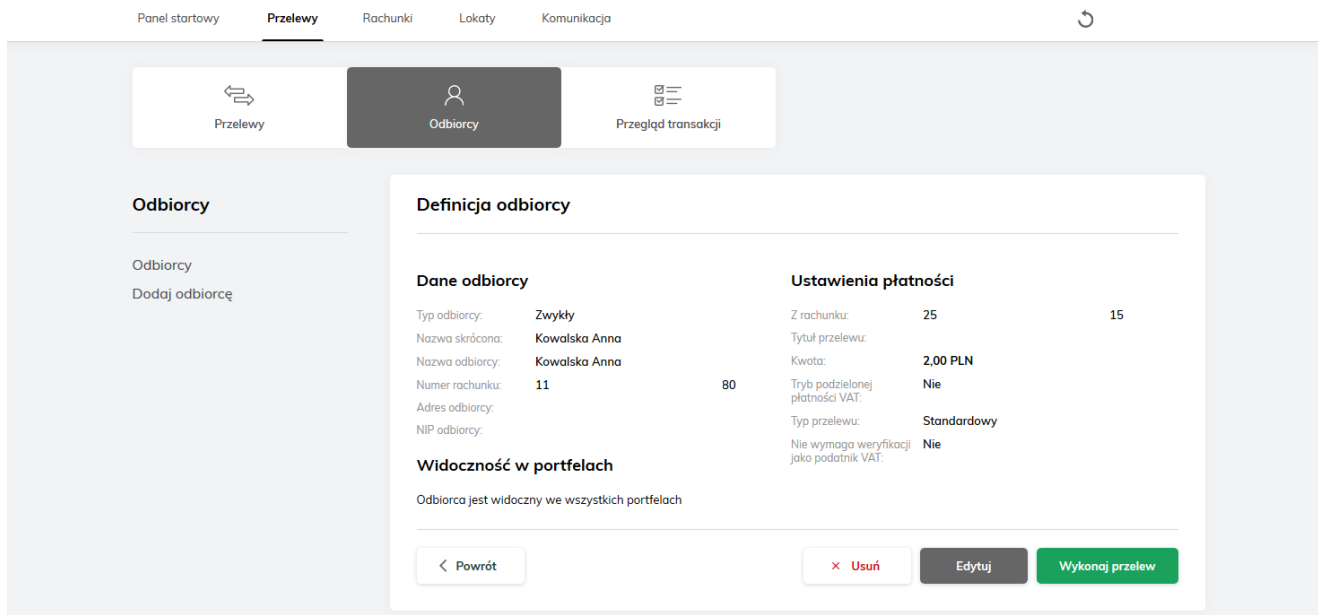 Panel startowy Przelewy Rachunki Lokaty Komunikacja
Przelewy Odbiorcy Przegląd transakcji
Odbiorcy
Odbiorcy
Dodaj odbiorcę
Definicja odbiorcy
Dane odbiorcy
Typ odbiorcy: Zwykły
Nazwa skrócona: Kowalska Anna
Nazwa odbiorcy: Kowalska Anna
Numer rachunku: 11 80
Adres odbiorcy:
NIP odbiorcy:
Widoczność w portfelach
Odbiorca jest widoczny we wszystkich portfelach
Ustawienia płatności
Z rachunku: 25 15
Tytuł przelewu:
Kwota: 2,00 PLN
Tryb podzielonej Nie
płatności VAT:
Typ przelewu: Standardowy
Nie wymaga weryfikacji Nie
jako podatnik VAT:
Powrót Usuń Edytuj Wykonaj przelew